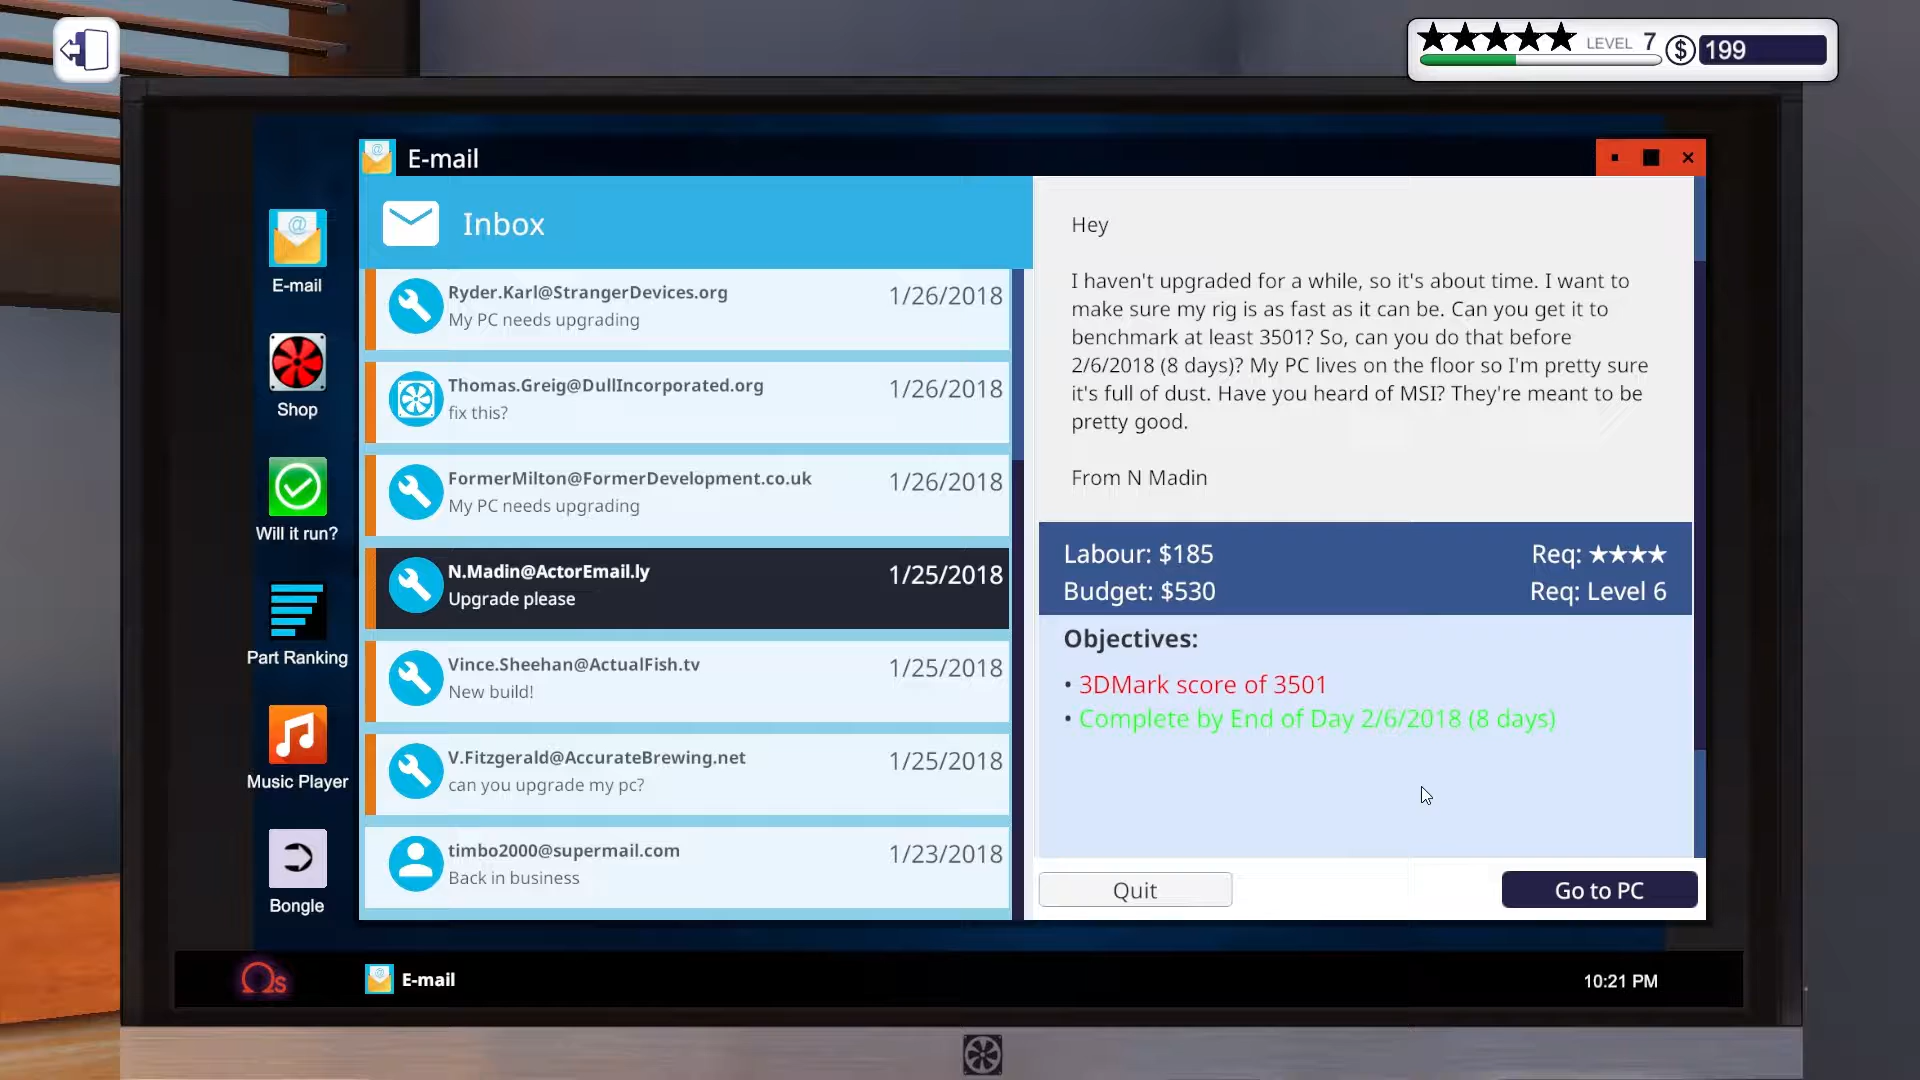 LEVEL 7
$ 199
E-mail
Inbox
E-mail
Shop
Will it run?
Part Ranking
Music Player
Bongle
Ryder.Karl@StrangerDevices.org 1/26/2018
My PC needs upgrading
Thomas.Greig@DullIncorporated.org 1/26/2018
fix this?
FormerMilton@FormerDevelopment.co.uk 1/26/2018
My PC needs upgrading
N.Madin@ActorEmail.ly 1/25/2018
Upgrade please
Vince.Sheehan@ActualFish.tv 1/25/2018
New build!
V.Fitzgerald@AccurateBrewing.net 1/25/2018
can you upgrade my pc?
timbo2000@supermail.com 1/23/2018
Back in business
Hey
I haven't upgraded for a while, so it's about time. I want to
make sure my rig is as fast as it can be. Can you get it to
benchmark at least 3501? So, can you do that before
2/6/2018 (8 days)? My PC lives on the floor so I'm pretty sure
it's full of dust. Have you heard of MSI? They're meant to be
pretty good.
From N Madin
Labour: $185 Req: ★★★★
Budget: $530 Req: Level 6
Objectives:
• 3DMark score of 3501
• Complete by End of Day 2/6/2018 (8 days)
Quit Go to PC
Ωs E-mail 10:21 PM